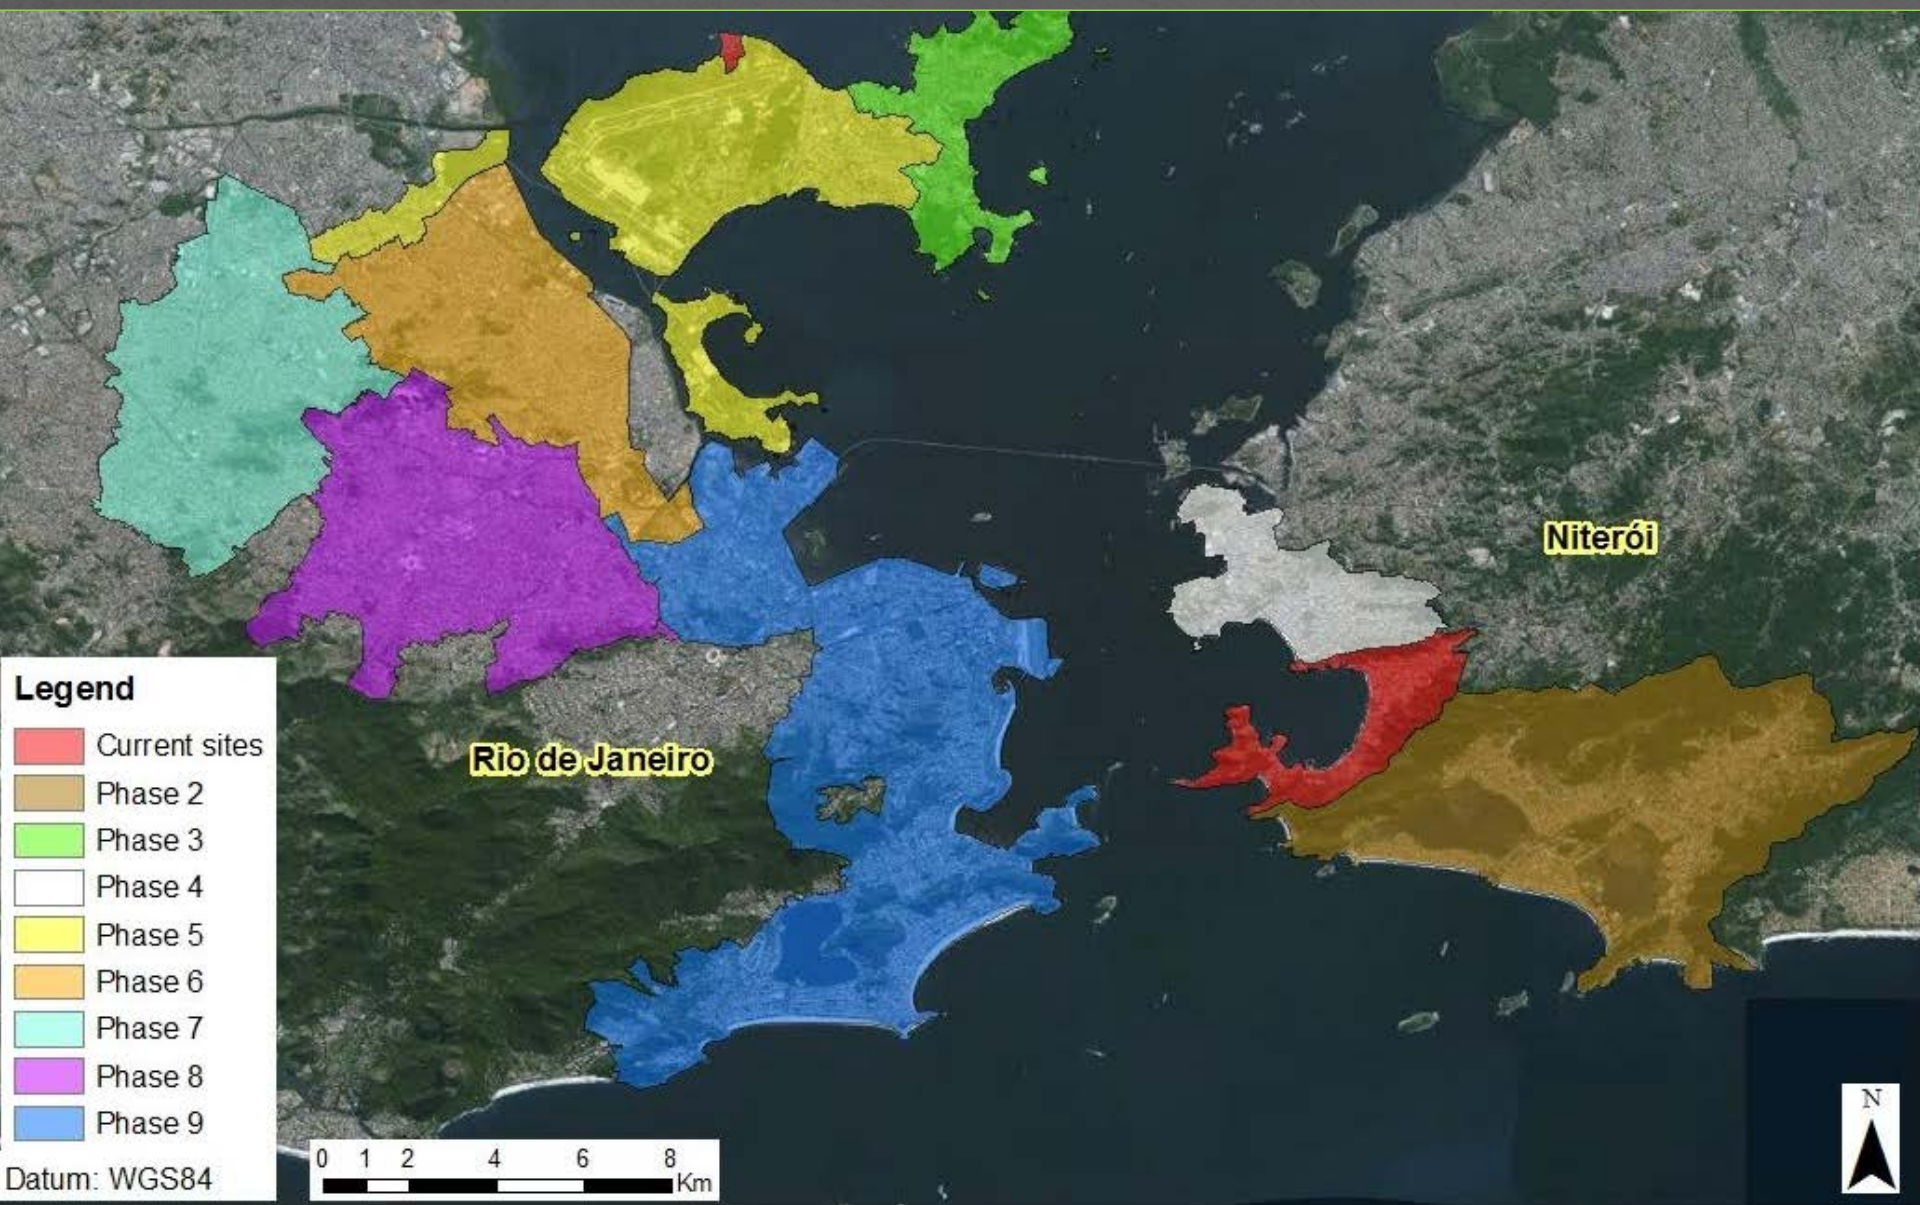 Niterói
Rio de Janeiro
Legend
Current sites
Phase 2
Phase 3
Phase 4
Phase 5
Phase 6
Phase 7
Phase 8
Phase 9
Datum: WGS84
0 1 2 4 6 8
Km
N